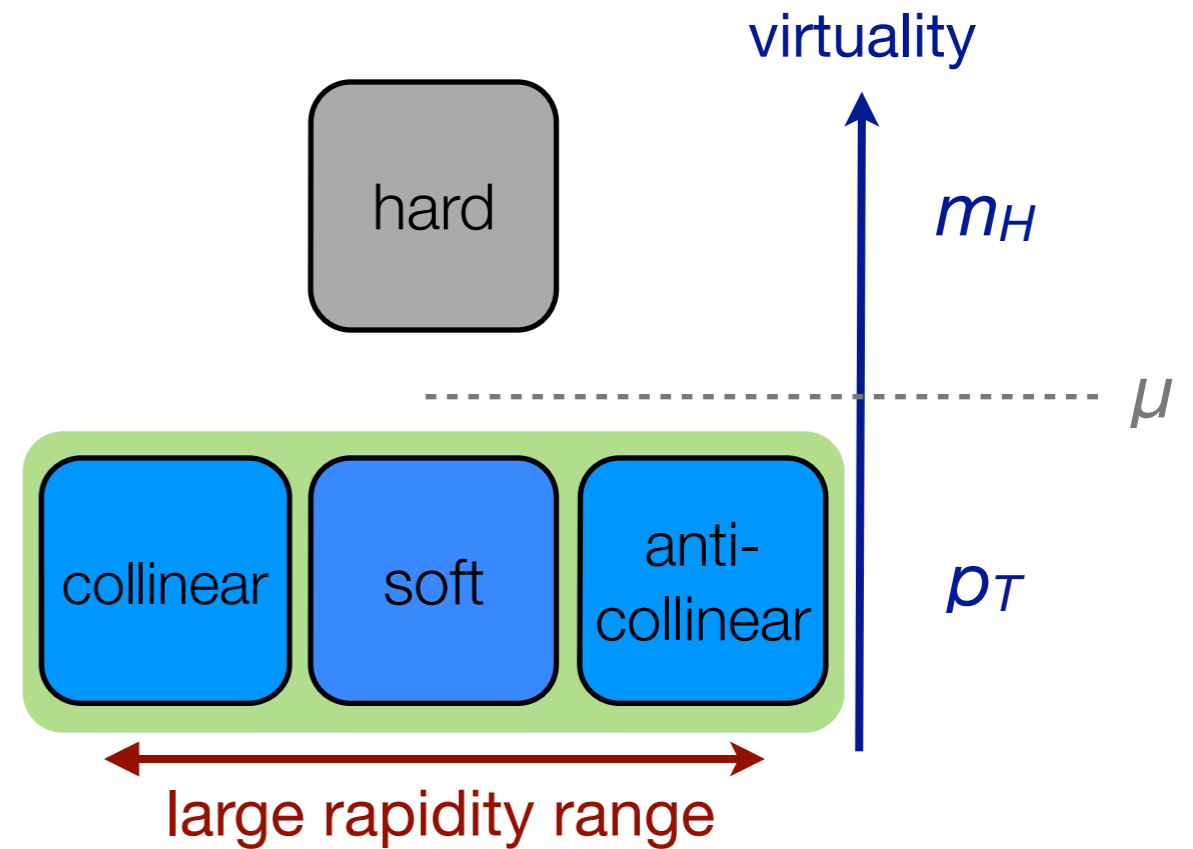 virtuality
hard
m_H
μ
collinear
soft
anti-
collinear
p_T
large rapidity range